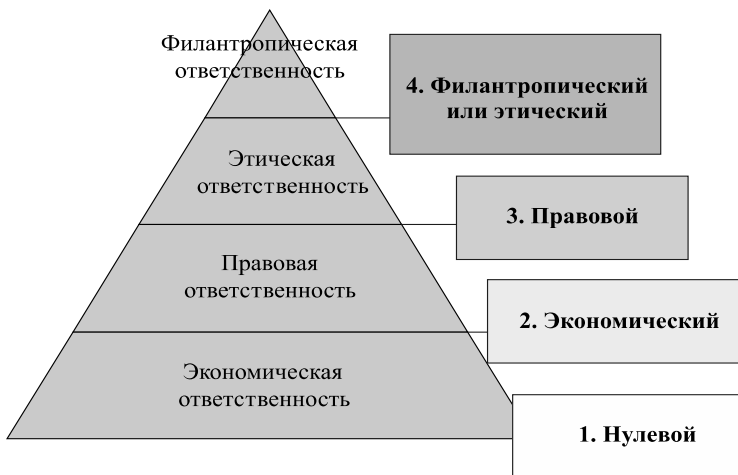 Филантропическая
ответственность
4. Филантропический
или этический
Этическая
ответственность
3. Правовой
Правовая
ответственность
2. Экономический
Экономическая
ответственность
1. Нулевой